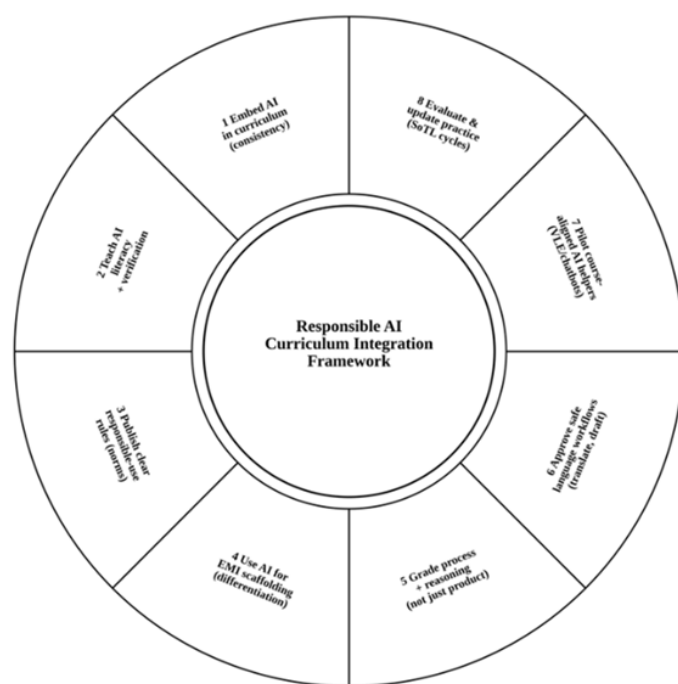 Responsible AI
Curriculum Integration
Framework
1 Embed AI
in curriculum
(consistency)
2 Teach AI
literacy
+ verification
3 Publish clear
responsible-use
rules (norms)
4 Use AI for
EMI scaffolding
(differentiation)
5 Grade process
+ reasoning
(not just product)
6 Approve safe
language workflows
(translate, draft)
7 Pilot course-
aligned AI helpers
(VLE/chatbots)
8 Evaluate &
update practice
(SoTL cycles)